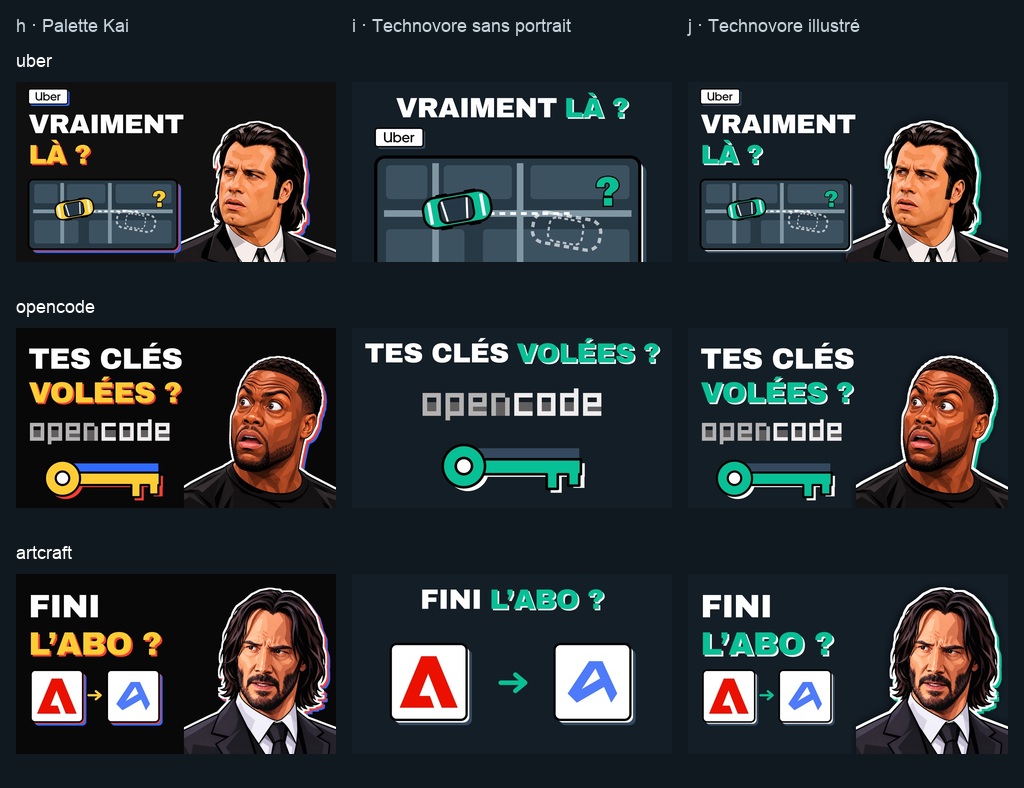 h · Palette Kai
i · Technovore sans portrait
j · Technovore illustré
uber
Uber
VRAIMENT
LÀ ?
?
VRAIMENT LÀ ?
Uber
?
Uber
VRAIMENT
LÀ ?
?
opencode
TES CLÉS
VOLÉES ?
opencode
TES CLÉS VOLÉES ?
opencode
TES CLÉS
VOLÉES ?
opencode
artcraft
FINI
L’ABO ?
FINI L’ABO ?
FINI
L’ABO ?